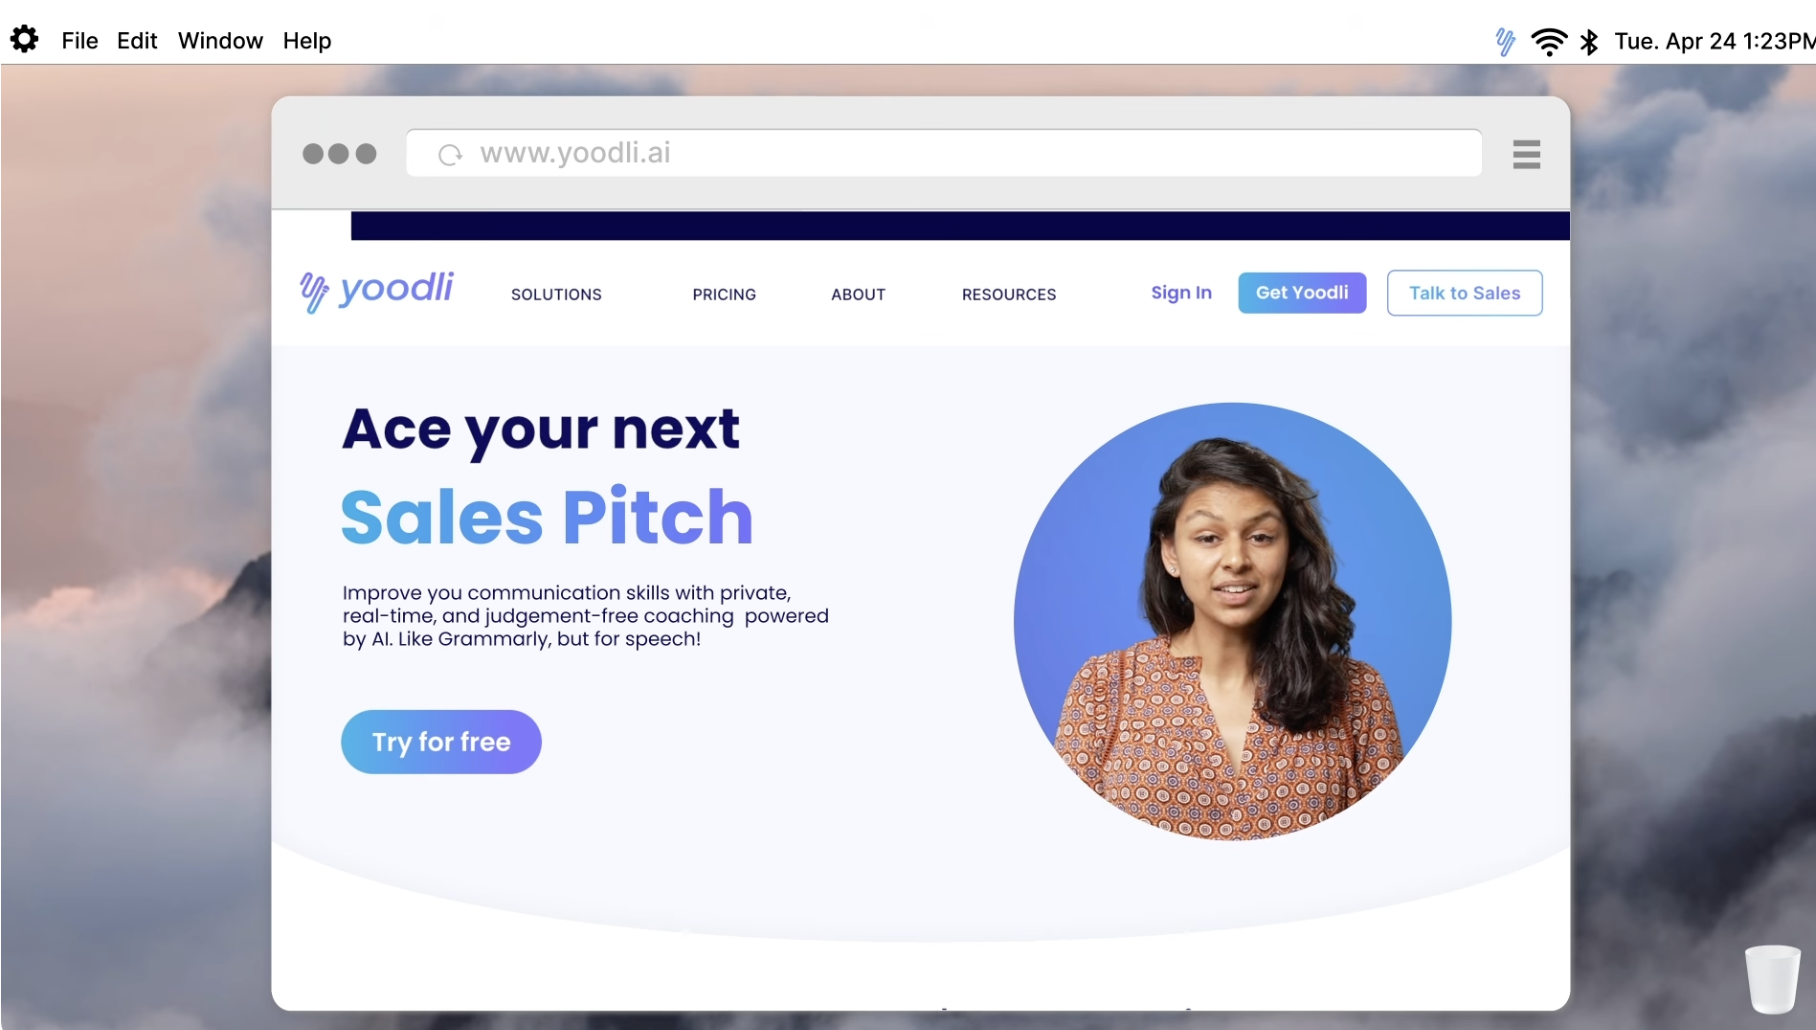 File Edit Window Help
Tue. Apr 24 1:23PM
www.yoodli.ai
yoodli
SOLUTIONS
PRICING
ABOUT
RESOURCES
Sign In
Get Yoodli
Talk to Sales
Ace your next
Sales Pitch
Improve you communication skills with private,
real-time, and judgement-free coaching powered
by AI. Like Grammarly, but for speech!
Try for free